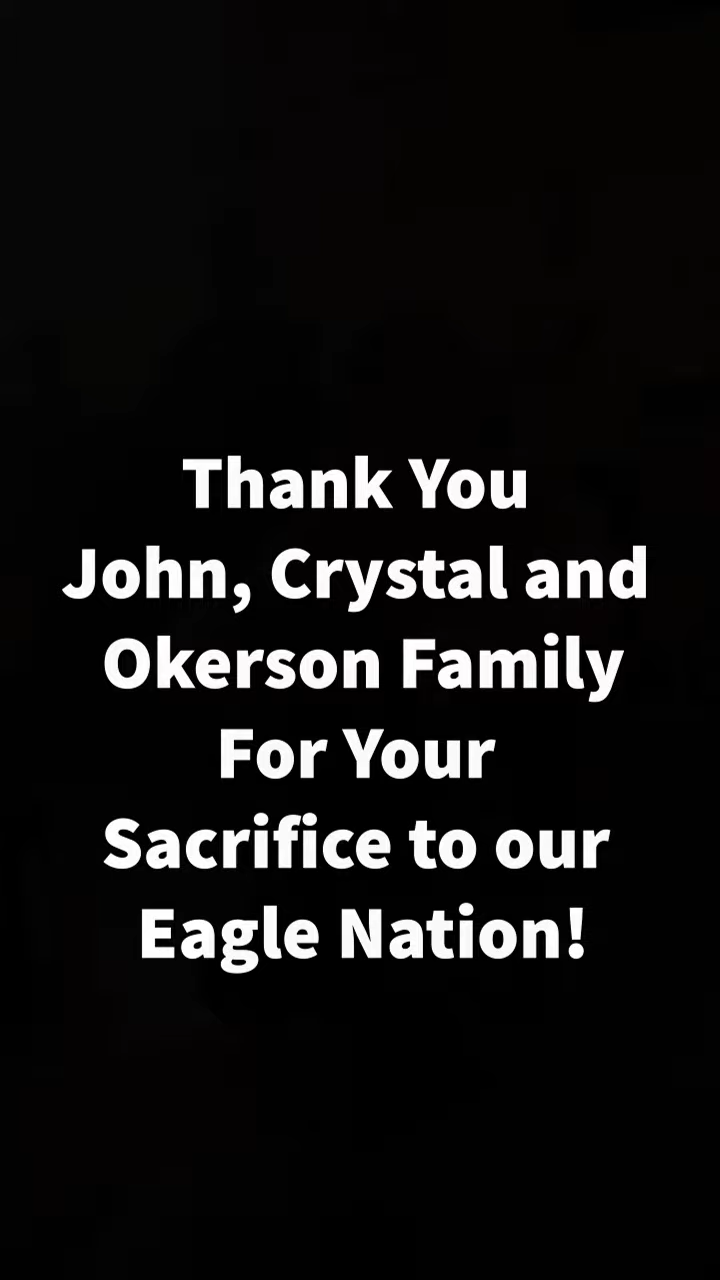 Thank You
John, Crystal and
Okerson Family
For Your
Sacrifice to our
Eagle Nation!